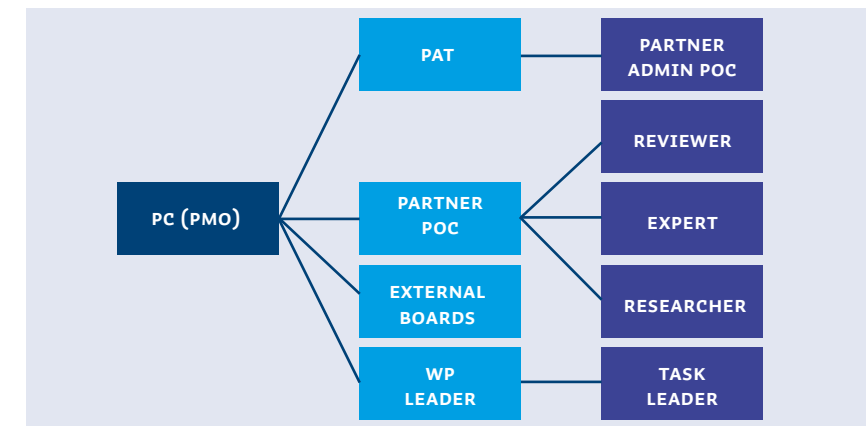 PAT
PARTNER
ADMIN POC
REVIEWER
PC (PMO)
PARTNER
POC
EXPERT
EXTERNAL
BOARDS
RESEARCHER
WP
LEADER
TASK
LEADER